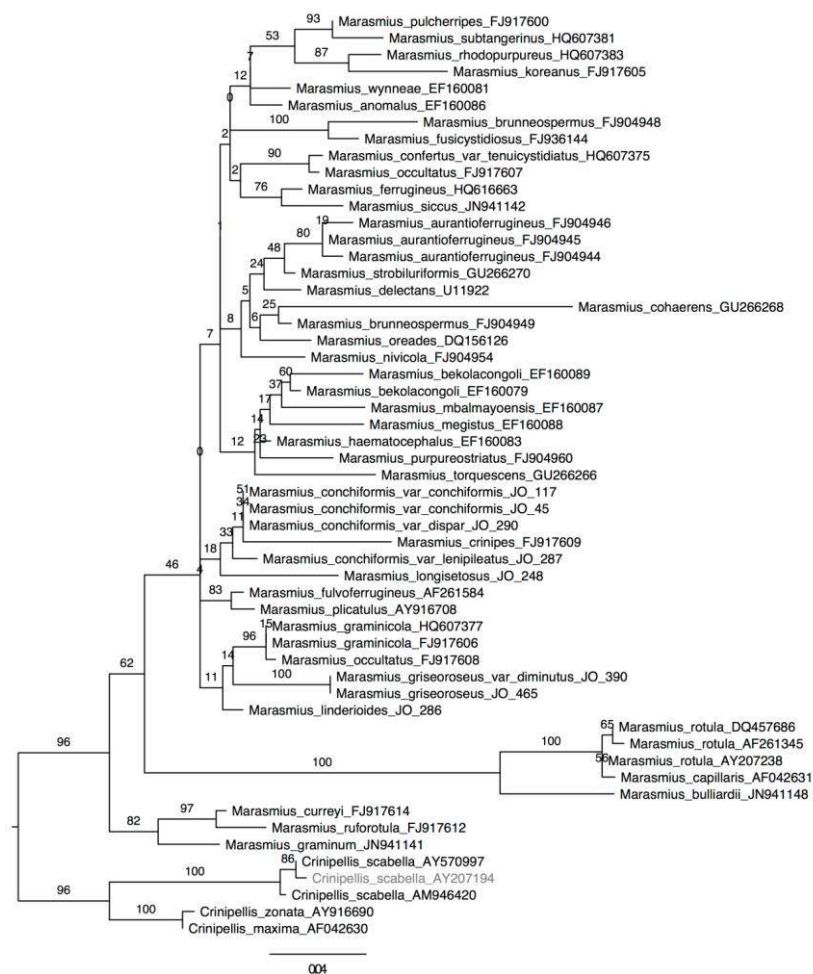 93 Marasmius_pulcherripes_FJ917600
53 Marasmius_subtangerinus_HQ607381
7 87 Marasmius_rhodopurpureus_HQ607383
Marasmius_koreanus_FJ917605
12 Marasmius_wynneae_EF160081
0 Marasmius_anomalus_EF160086
100 Marasmius_brunneospermus_FJ904948
2 Marasmius_fusicystidiosus_FJ936144
90 Marasmius_confertus_var_tenuicystidiatus_HQ607375
2 Marasmius_occultatus_FJ917607
76 Marasmius_ferrugineus_HQ616663
Marasmius_siccus_JN941142
1 19 Marasmius_aurantioferrugineus_FJ904946
80 Marasmius_aurantioferrugineus_FJ904945
48 Marasmius_aurantioferrugineus_FJ904944
24 Marasmius_strobiluriformis_GU266270
5 Marasmius_delectans_U11922
25 Marasmius_cohaerens_GU266268
8 6 Marasmius_brunneospermus_FJ904949
7 Marasmius_oreades_DQ156126
Marasmius_nivicola_FJ904954
60 Marasmius_bekolacongoli_EF160089
37 Marasmius_bekolacongoli_EF160079
17 Marasmius_mbalmayoensis_EF160087
14 Marasmius_megistus_EF160088
12 23 Marasmius_haematocephalus_EF160083
0 Marasmius_purpureostriatus_FJ904960
Marasmius_torquescens_GU266266
51 Marasmius_conchiformis_var_conchiformis_JO_117
34 Marasmius_conchiformis_var_conchiformis_JO_45
11 Marasmius_conchiformis_var_dispar_JO_290
33 Marasmius_crinipes_FJ917609
18 Marasmius_conchiformis_var_lenipileatus_JO_287
46 4 Marasmius_longisetosus_JO_248
83 Marasmius_fulvoferrugineus_AF261584
Marasmius_plicatulus_AY916708
15 Marasmius_graminicola_HQ607377
96 Marasmius_graminicola_FJ917606
14 Marasmius_occultatus_FJ917608
11 100 Marasmius_griseoroseus_var_diminutus_JO_390
62 Marasmius_griseoroseus_JO_465
Marasmius_linderioides_JO_286
65 Marasmius_rotula_DQ457686
100 Marasmius_rotula_AF261345
96 56 Marasmius_rotula_AY207238
100 Marasmius_capillaris_AF042631
Marasmius_bulliardii_JN941148
97 Marasmius_curreyi_FJ917614
82 Marasmius_ruforotula_FJ917612
Marasmius_graminum_JN941141
86 Crinipellis_scabella_AY570997
100 Crinipellis_scabella_AY207194
96 Crinipellis_scabella_AM946420
100 Crinipellis_zonata_AY916690
Crinipellis_maxima_AF042630
004